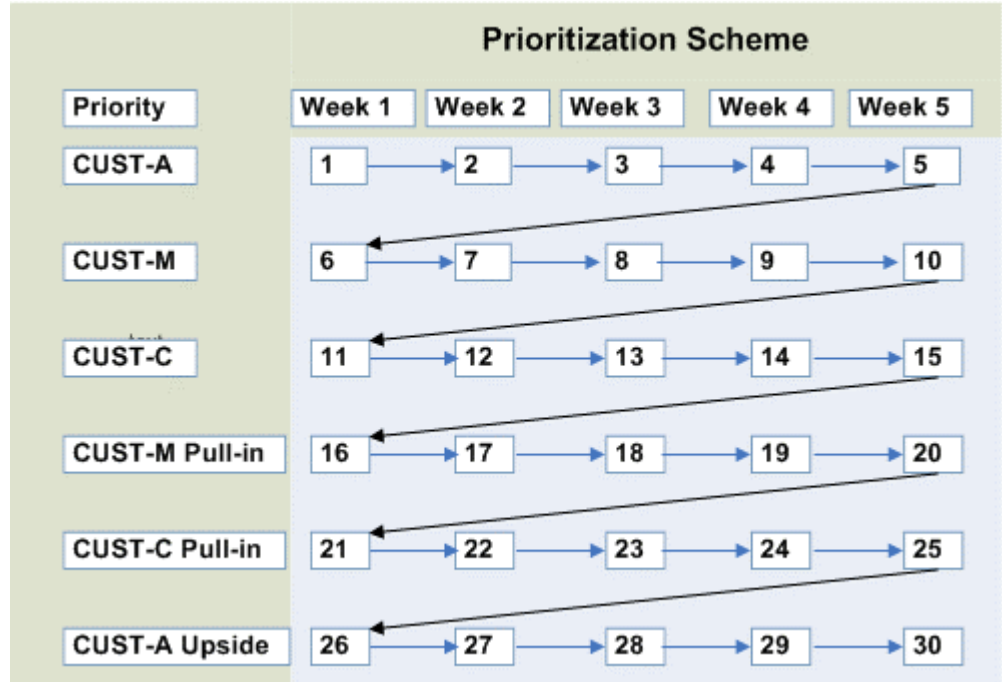 Prioritization Scheme
Priority Week 1 Week 2 Week 3 Week 4 Week 5
CUST-A 1 2 3 4 5
CUST-M 6 7 8 9 10
CUST-C 11 12 13 14 15
CUST-M Pull-in 16 17 18 19 20
CUST-C Pull-in 21 22 23 24 25
CUST-A Upside 26 27 28 29 30